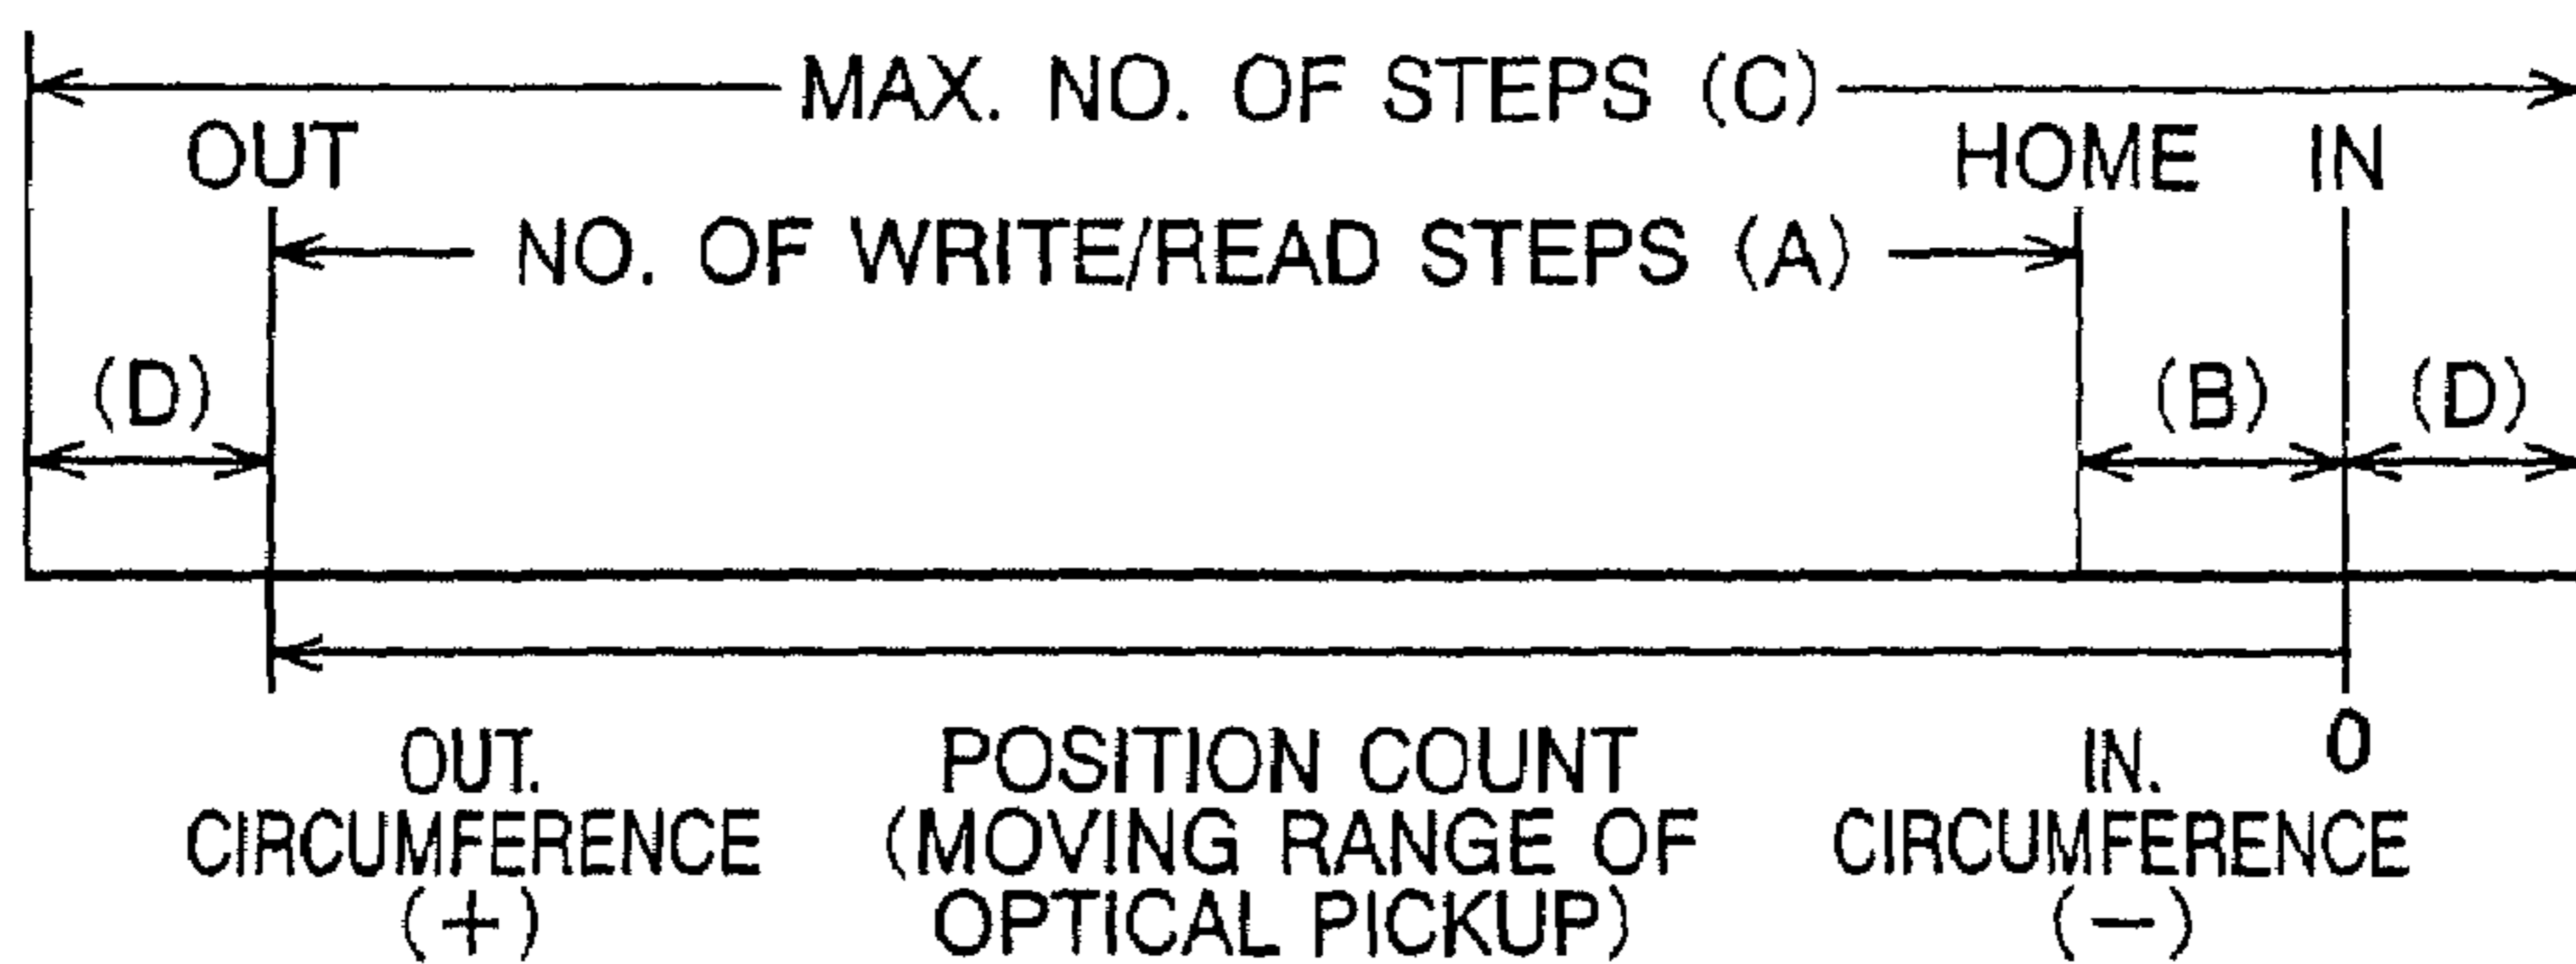 MAX. NO. OF STEPS (C)
OUT
HOME
IN
NO. OF WRITE/READ STEPS (A)
(D)
(B)
(D)
OUT.
CIRCUMFERENCE
(+)
POSITION COUNT
(MOVING RANGE OF
OPTICAL PICKUP)
IN.
CIRCUMFERENCE
(−)
0